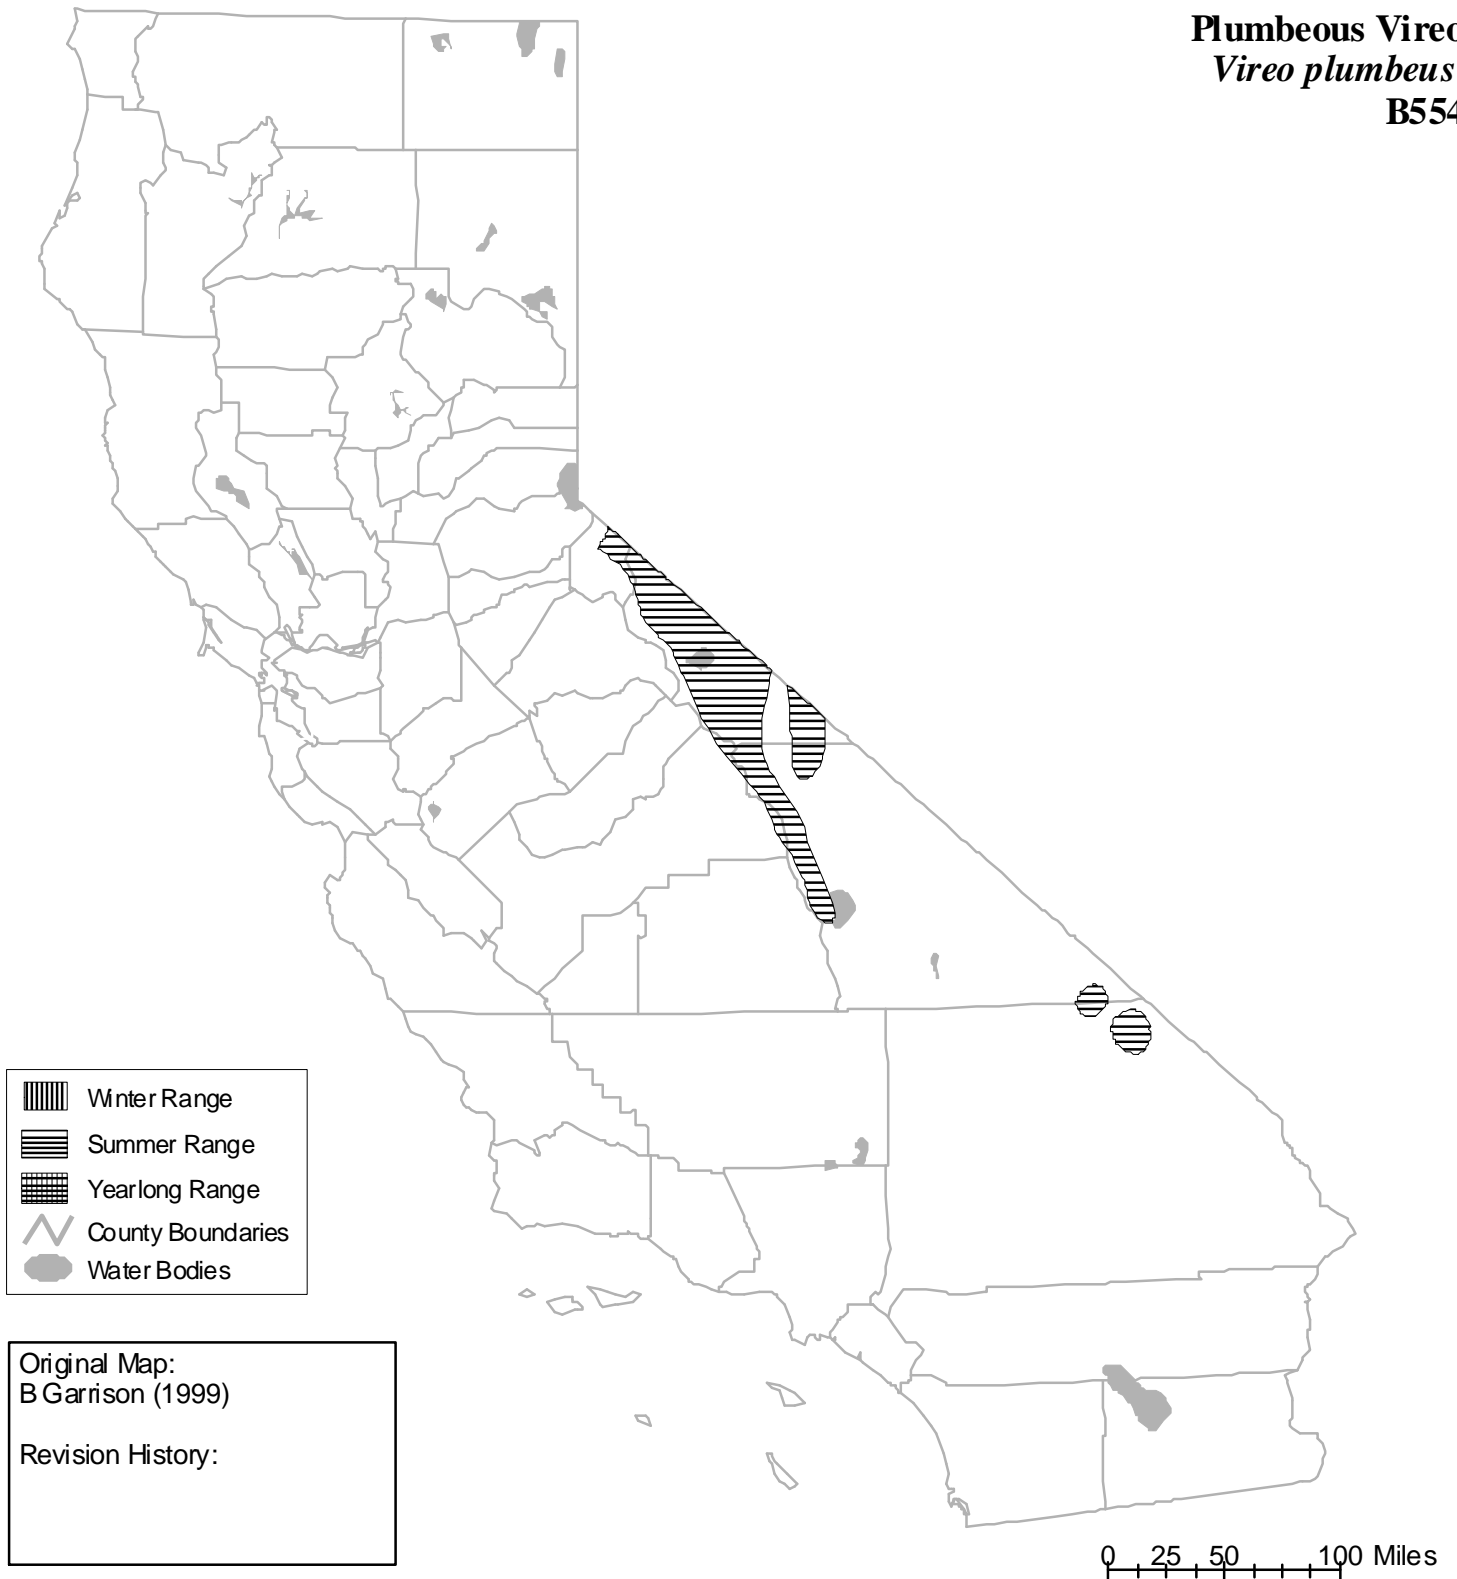 Plumbeous Vireo
Vireo plumbeus
B554
Winter Range
Summer Range
Yearlong Range
County Boundaries
Water Bodies
Original Map:
B Garrison (1999)
Revision History:
0 25 50 100 Miles